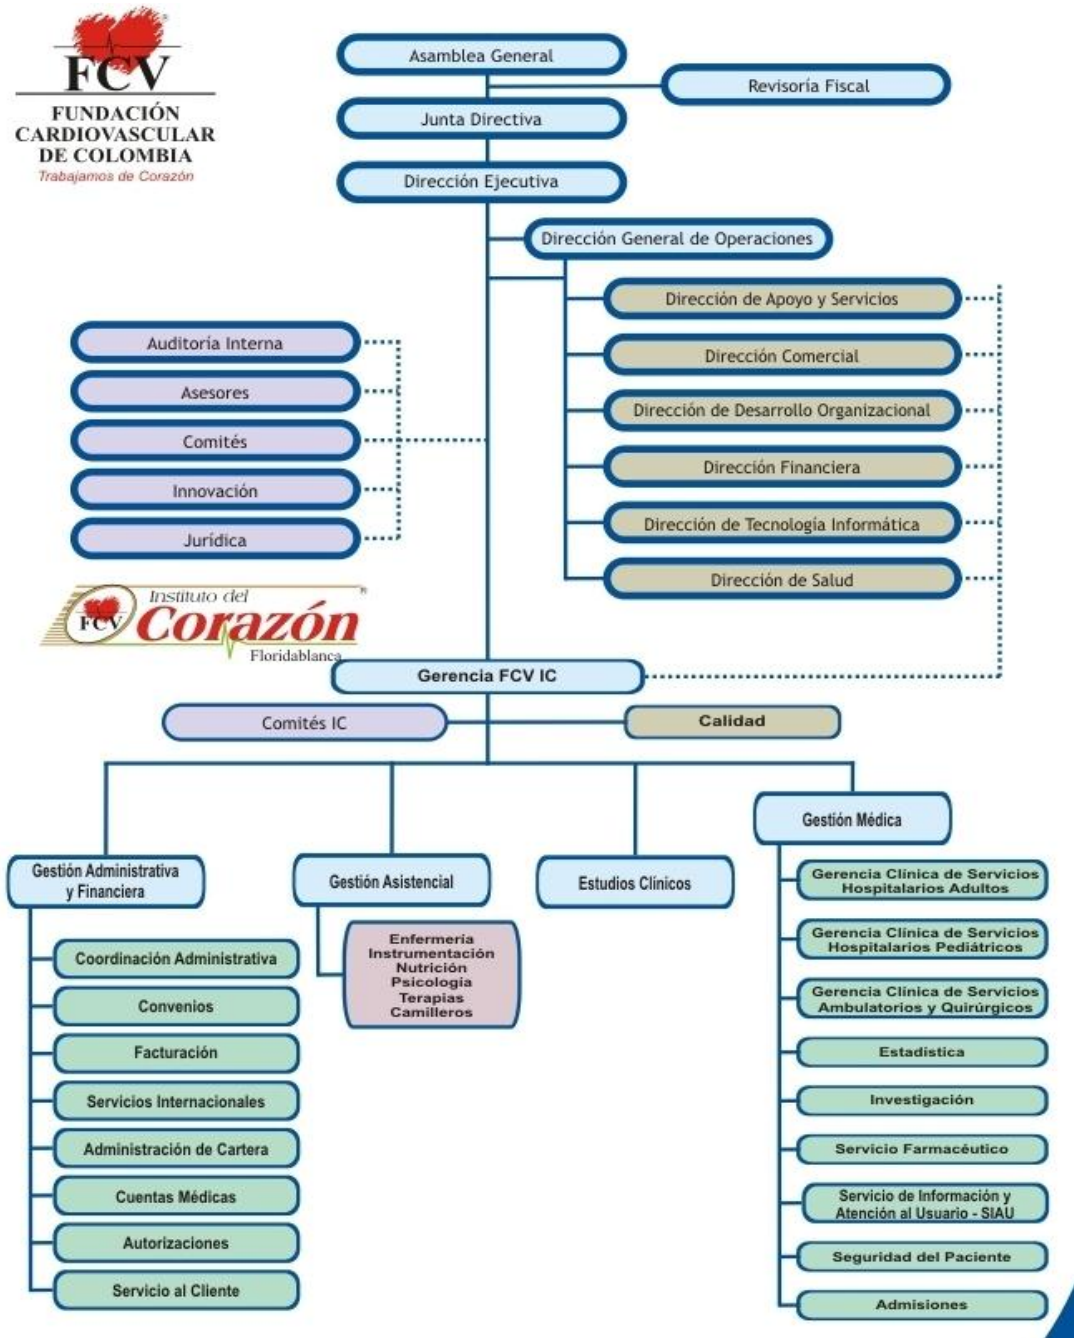 FCV
FUNDACIÓN
CARDIOVASCULAR
DE COLOMBIA
Trabajamos de Corazón
Asamblea General
Revisoría Fiscal
Junta Directiva
Dirección Ejecutiva
Dirección General de Operaciones
Dirección de Apoyo y Servicios
Dirección Comercial
Dirección de Desarrollo Organizacional
Dirección Financiera
Dirección de Tecnología Informática
Dirección de Salud
Auditoría Interna
Asesores
Comités
Innovación
Jurídica
Instituto del
FCV
Corazón
Floridablanca
Gerencia FCV IC
Comités IC
Calidad
Gestión Administrativa
y Financiera
Coordinación Administrativa
Convenios
Facturación
Servicios Internacionales
Administración de Cartera
Cuentas Médicas
Autorizaciones
Servicio al Cliente
Gestión Asistencial
Enfermería
Instrumentación
Nutrición
Psicología
Terapias
Camilleros
Estudios Clínicos
Gestión Médica
Gerencia Clínica de Servicios
Hospitalarios Adultos
Gerencia Clínica de Servicios
Hospitalarios Pediátricos
Gerencia Clínica de Servicios
Ambulatorios y Quirúrgicos
Estadística
Investigación
Servicio Farmacéutico
Servicio de Información y
Atención al Usuario - SIAU
Seguridad del Paciente
Admisiones